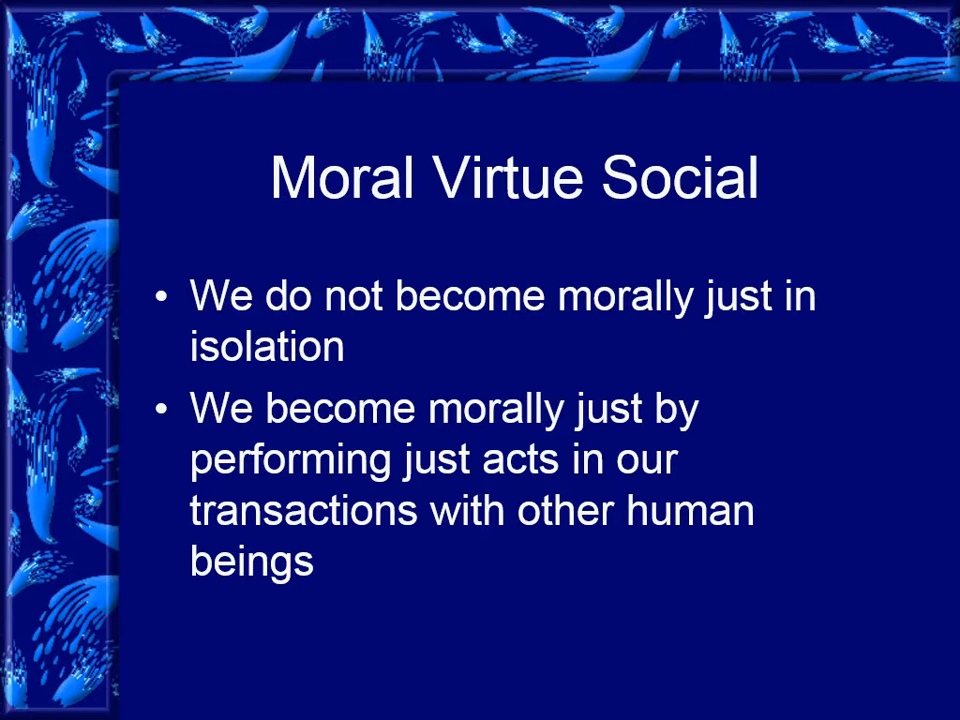 Moral Virtue Social
• We do not become morally just in
isolation
• We become morally just by
performing just acts in our
transactions with other human
beings